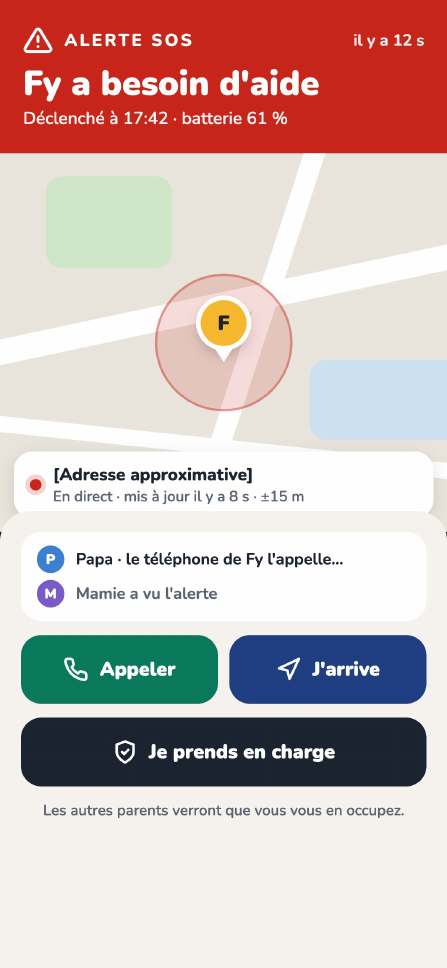 ALERTE SOS
il y a 12 s
Fy a besoin d'aide
Déclenché à 17:42 · batterie 61 %
F
[Adresse approximative]
En direct · mis à jour il y a 8 s · ±15 m
P Papa · le téléphone de Fy l'appelle...
M Mamie a vu l'alerte
Appeler
J'arrive
Je prends en charge
Les autres parents verront que vous vous en occupez.